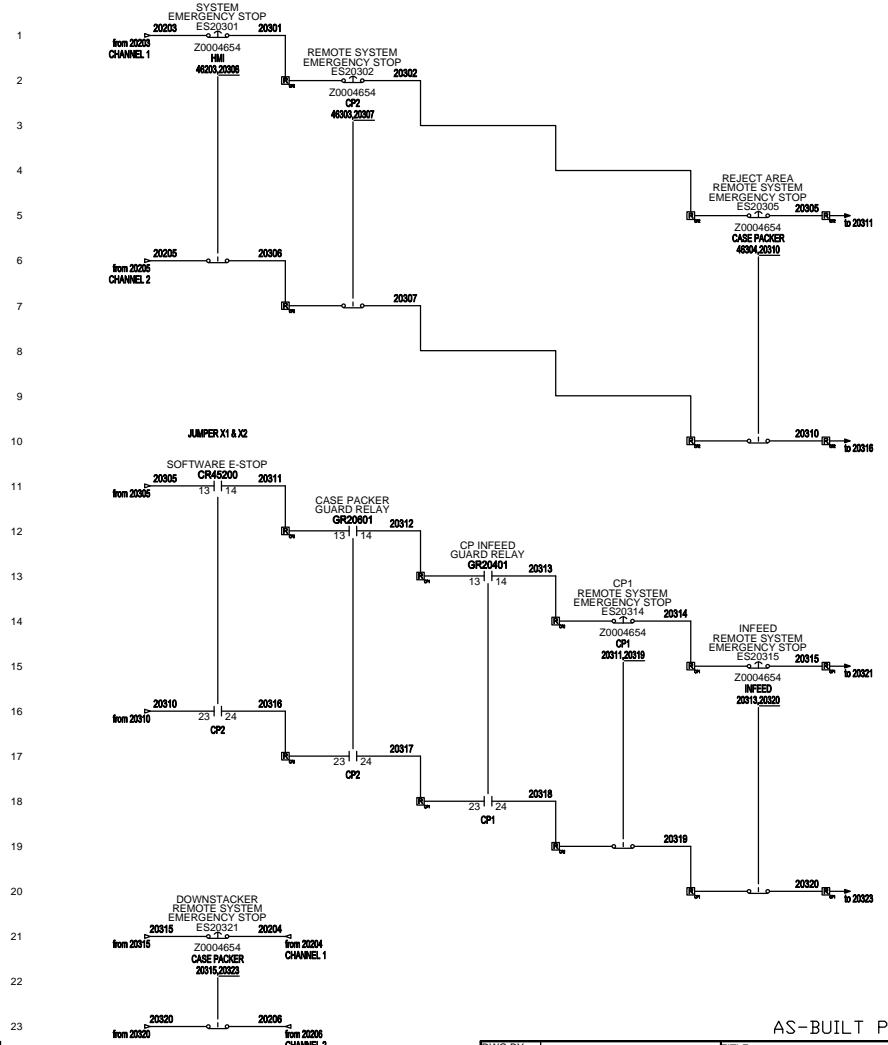 SYSTEM
EMERGENCY STOP
1 20203 ES20301 20301
from 20203
CHANNEL 1
Z0004654
HMI
46203,20306
REMOTE SYSTEM
EMERGENCY STOP
ES20302
2 R 20302
Z0004654
CP2
46303,20307
3
4
REJECT AREA
REMOTE SYSTEM
EMERGENCY STOP
ES20305
5 R 20305 R
to 20311
Z0004654
CASE PACKER
46304,20310
6 20205 20306
from 20205
CHANNEL 2
7 R 20307
8
9
10 R 20310 R
to 20316
JUMPER X1 & X2
SOFTWARE E-STOP
CR45200
11 20305 13 14 20311
from 20305
CASE PACKER
GUARD RELAY
GR20601
12 R 13 14 20312
CP INFEED
GUARD RELAY
GR20401
13 R 13 14 20313
CP1
REMOTE SYSTEM
EMERGENCY STOP
ES20314
14 R 20314
Z0004654
CP1
20311,20319
INFEED
REMOTE SYSTEM
EMERGENCY STOP
ES20315
15 R 20315 R
to 20321
Z0004654
INFEED
20313,20320
16 20310 23 24 20316
from 20310
CP2
17 R 23 24 20317
CP2
18 R 23 24 20318
CP1
19 R 20319
20 R 20320 R
to 20323
DOWNSTACKER
REMOTE SYSTEM
EMERGENCY STOP
ES20321
21 20315 20204
from 20315
from 20204
CHANNEL 1
Z0004654
CASE PACKER
20315,20323
22
23 20320 20206
from 20320
from 20206
CHANNEL 2
AS-BUILT P